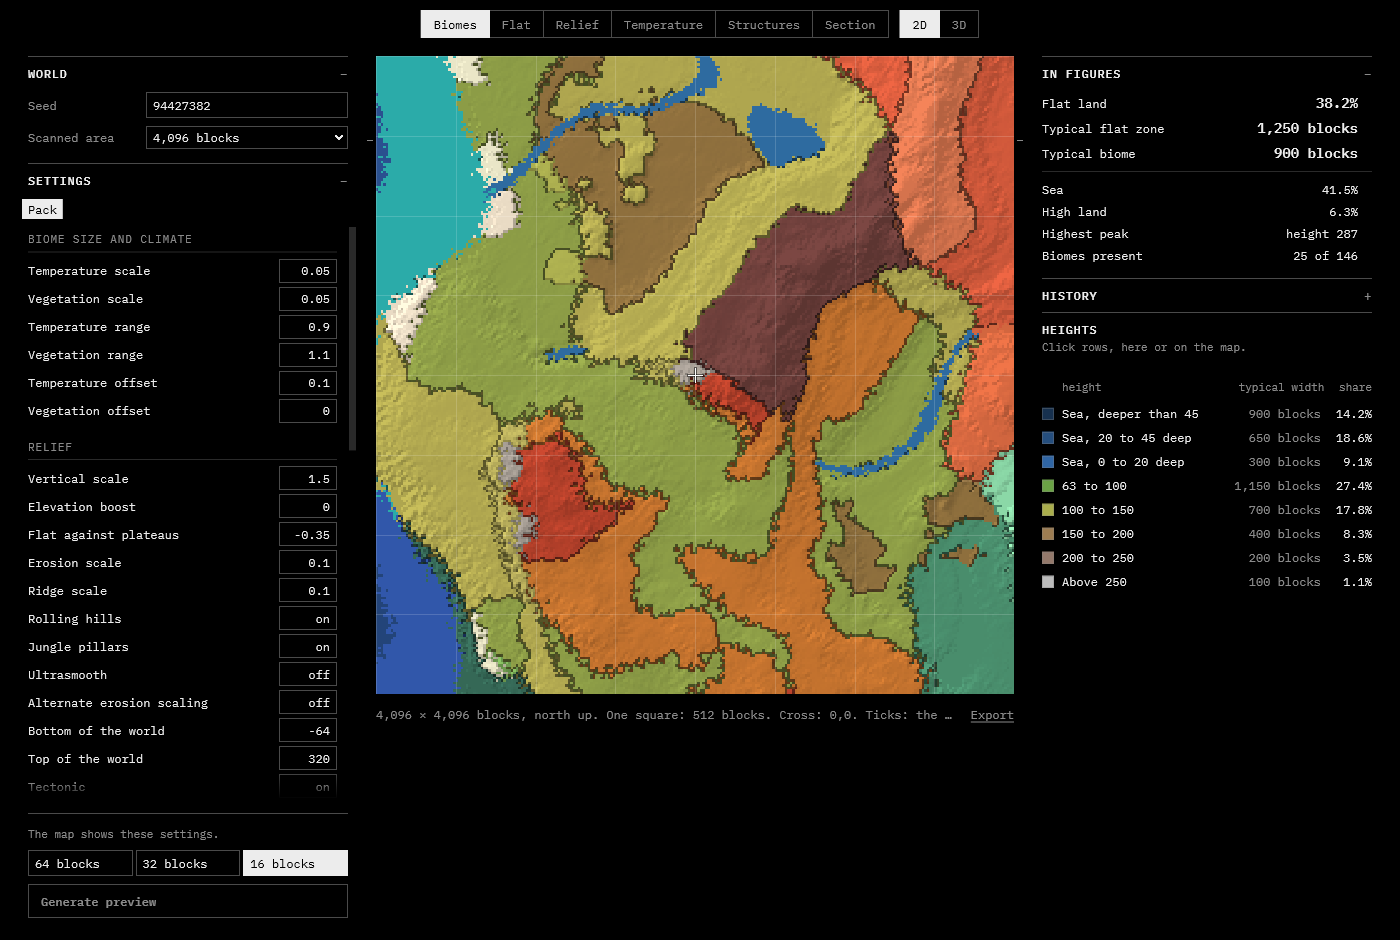 Biomes Flat Relief Temperature Structures Section 2D 3D
WORLD −
Seed 94427382
Scanned area 4,096 blocks
SETTINGS −
Pack
BIOME SIZE AND CLIMATE
Temperature scale 0.05
Vegetation scale 0.05
Temperature range 0.9
Vegetation range 1.1
Temperature offset 0.1
Vegetation offset 0
RELIEF
Vertical scale 1.5
Elevation boost 0
Flat against plateaus -0.35
Erosion scale 0.1
Ridge scale 0.1
Rolling hills on
Jungle pillars on
Ultrasmooth off
Alternate erosion scaling off
Bottom of the world -64
Top of the world 320
Tectonic on
The map shows these settings.
64 blocks 32 blocks 16 blocks
Generate preview
4,096 × 4,096 blocks, north up. One square: 512 blocks. Cross: 0,0. Ticks: the … Export
IN FIGURES −
Flat land 38.2%
Typical flat zone 1,250 blocks
Typical biome 900 blocks
Sea 41.5%
High land 6.3%
Highest peak height 287
Biomes present 25 of 146
HISTORY +
HEIGHTS
Click rows, here or on the map.
height typical width share
Sea, deeper than 45 900 blocks 14.2%
Sea, 20 to 45 deep 650 blocks 18.6%
Sea, 0 to 20 deep 300 blocks 9.1%
63 to 100 1,150 blocks 27.4%
100 to 150 700 blocks 17.8%
150 to 200 400 blocks 8.3%
200 to 250 200 blocks 3.5%
Above 250 100 blocks 1.1%